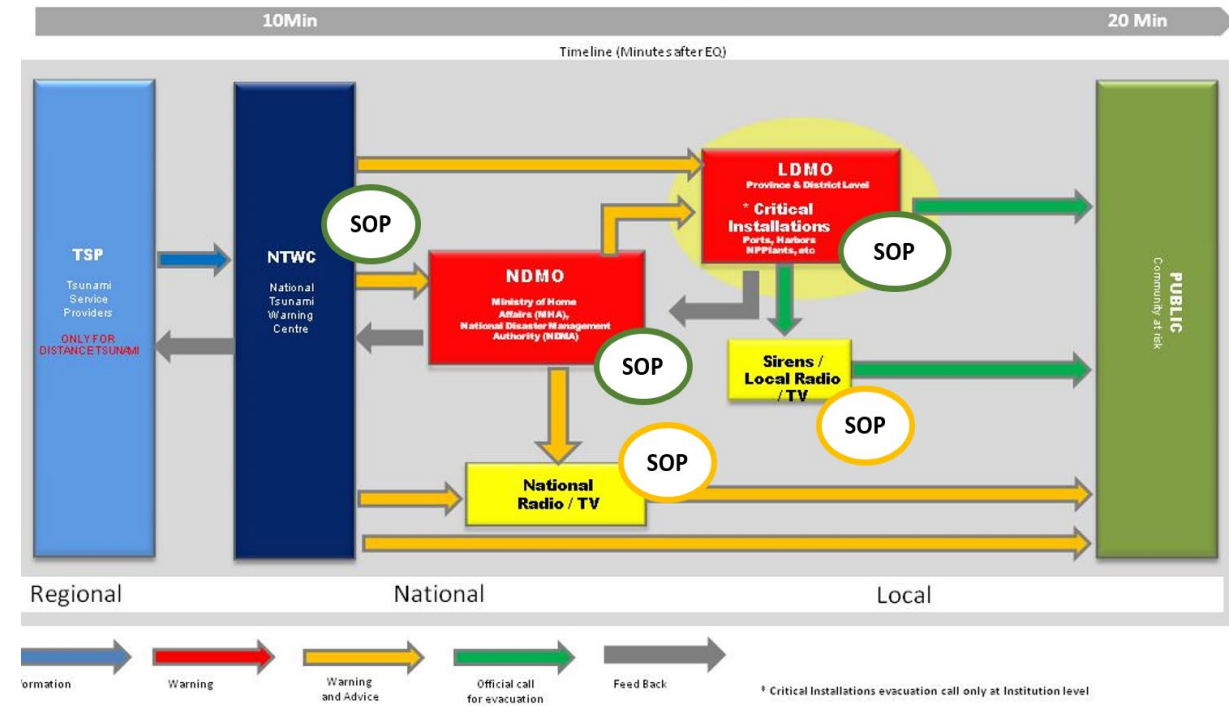 10Min
20 Min
Timeline (Minutes after EQ)
TSP
Tsunami
Service
Providers
ONLY FOR
DISTANCE TSUNAMI
NTWC
National
Tsunami
Warning
Centre
SOP
NDMO
Ministry of Home
Affairs (MHA),
National Disaster Management
Authority (NDMA)
SOP
LDMO
Province & District Level
* Critical
Installations
Ports, Harbors
NPPlants, etc
SOP
Sirens /
Local Radio
/ TV
SOP
National
Radio / TV
SOP
PUBLIC
Community at risk
Regional
National
Local
formation
Warning
Warning
and Advice
Official call
for evacuation
Feed Back
* Critical Installations evacuation call only at Institution level